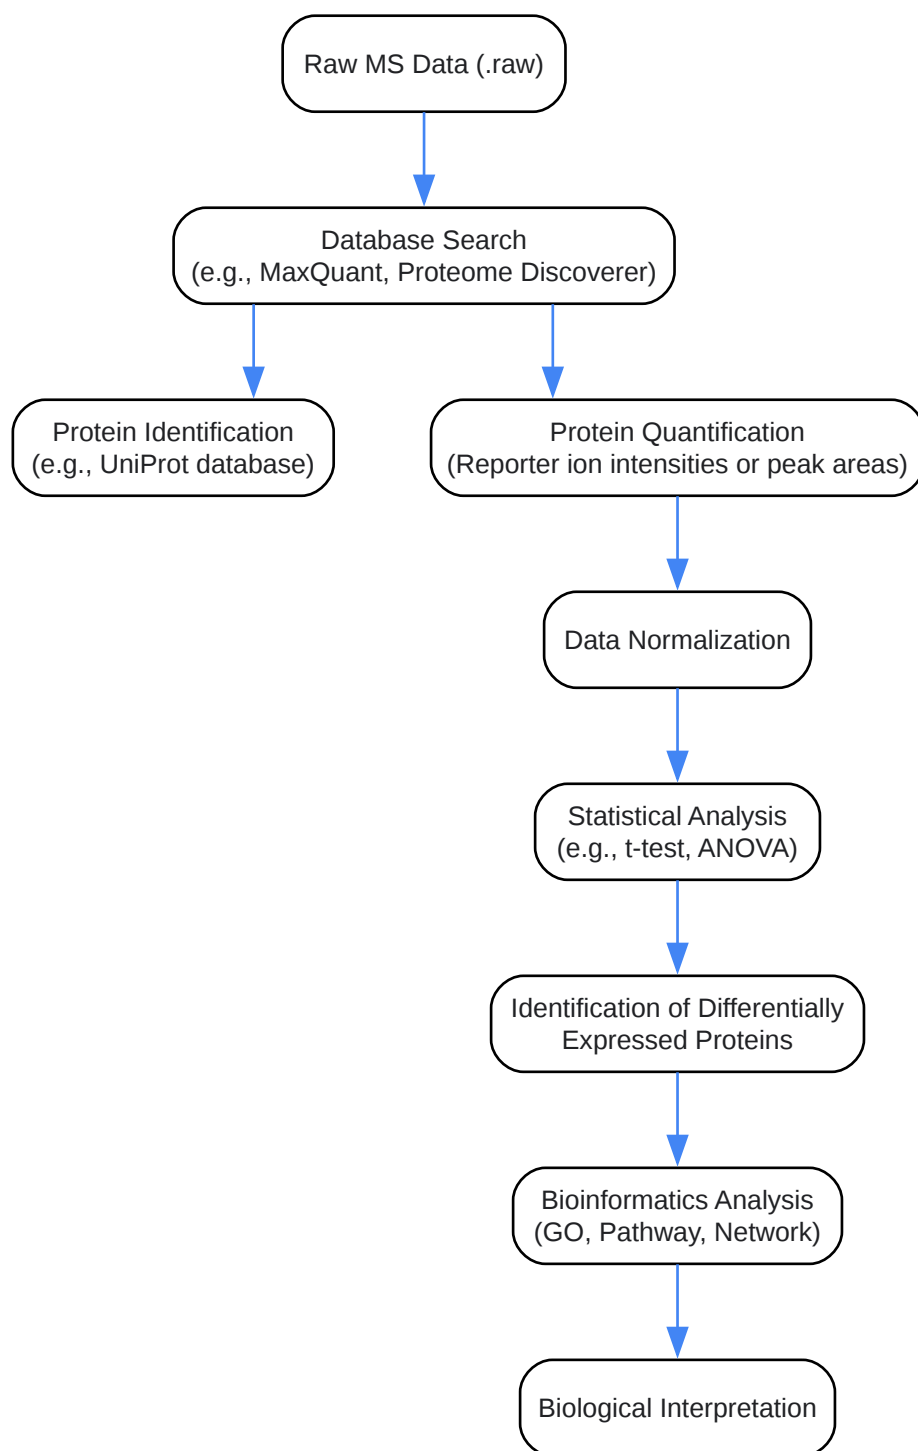 Raw MS Data (.raw)
Database Search
(e.g., MaxQuant, Proteome Discoverer)
Protein Identification
(e.g., UniProt database)
Protein Quantification
(Reporter ion intensities or peak areas)
Data Normalization
Statistical Analysis
(e.g., t-test, ANOVA)
Identification of Differentially
Expressed Proteins
Bioinformatics Analysis
(GO, Pathway, Network)
Biological Interpretation